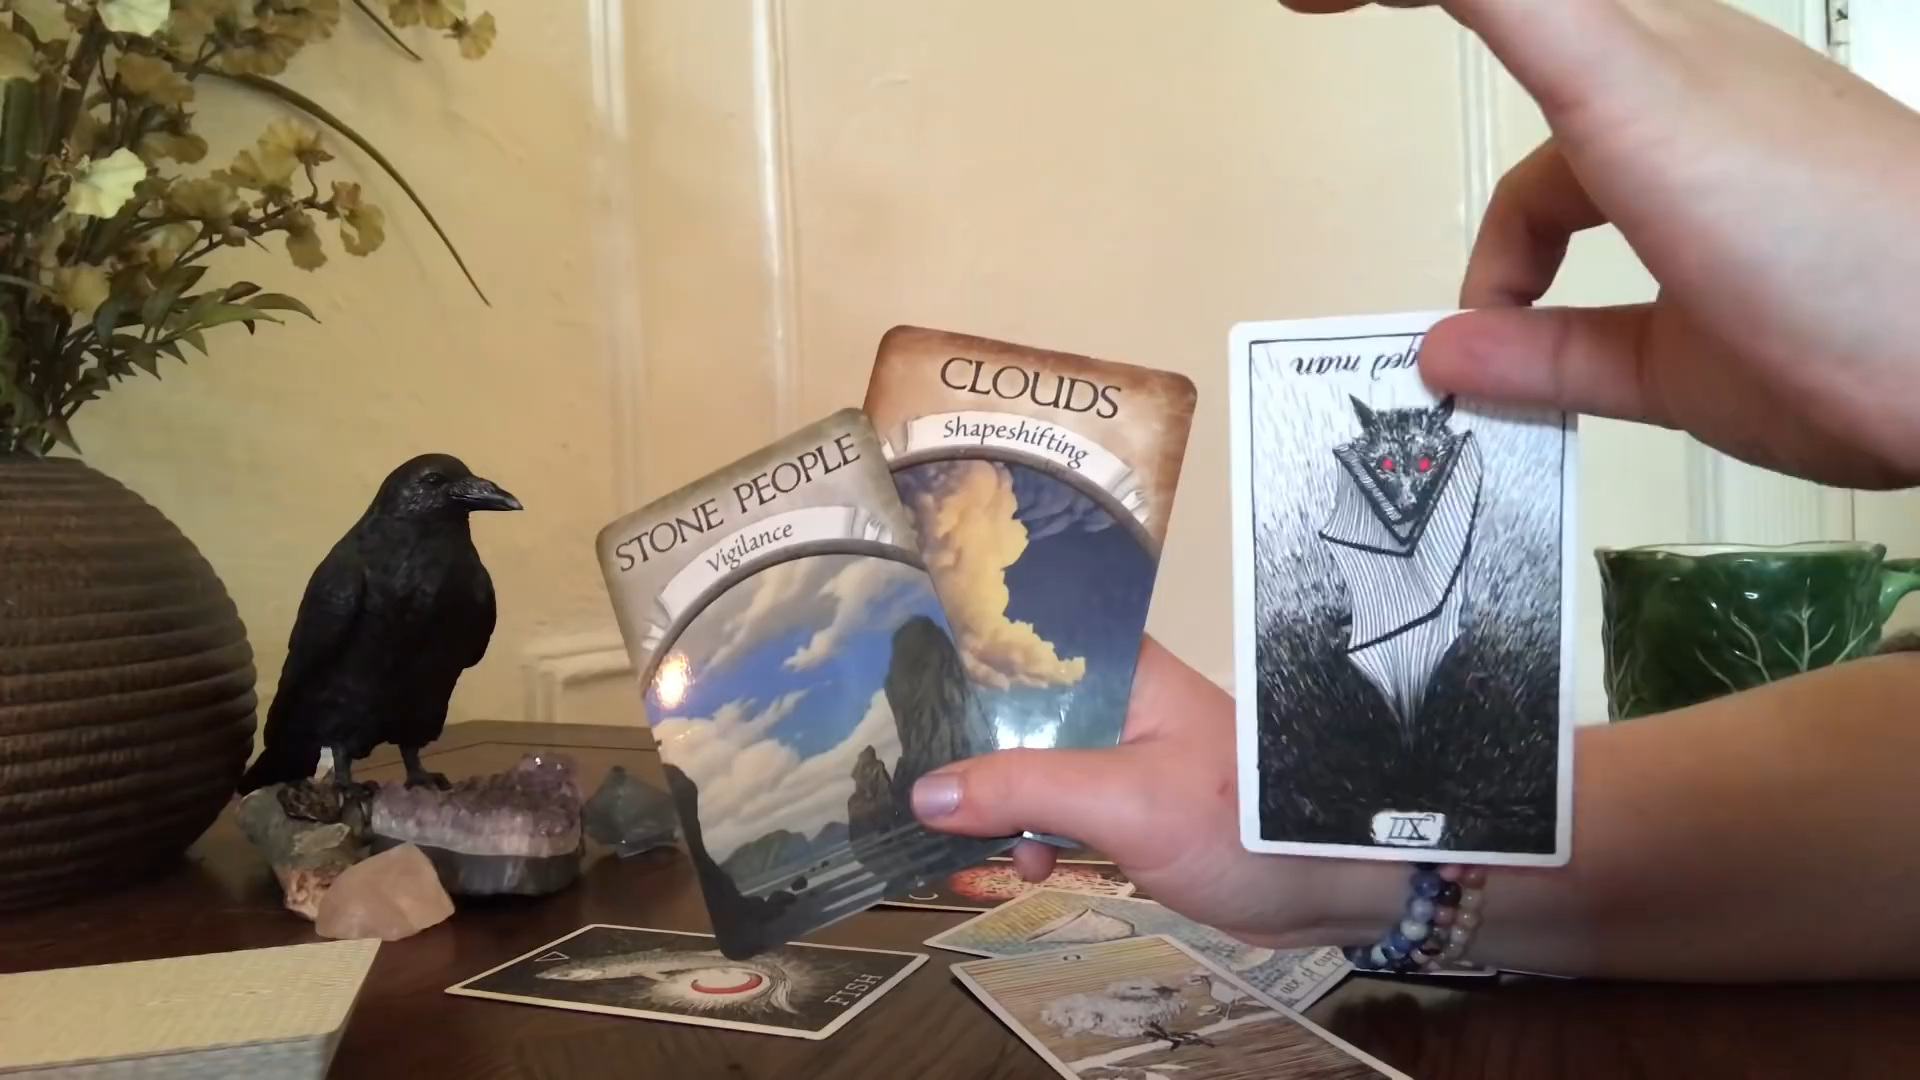 CLOUDS
Shapeshifting
STONE PEOPLE
Vigilance
ged man
XII
FISH